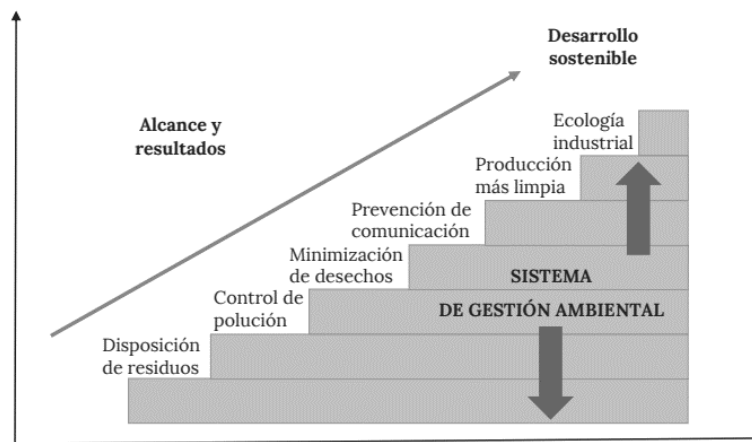 Desarrollo
sostenible
Alcance y
resultados
Ecología
industrial
Producción
más limpia
Prevención de
comunicación
Minimización
de desechos
SISTEMA
Control de
polución
DE GESTIÓN AMBIENTAL
Disposición
de residuos